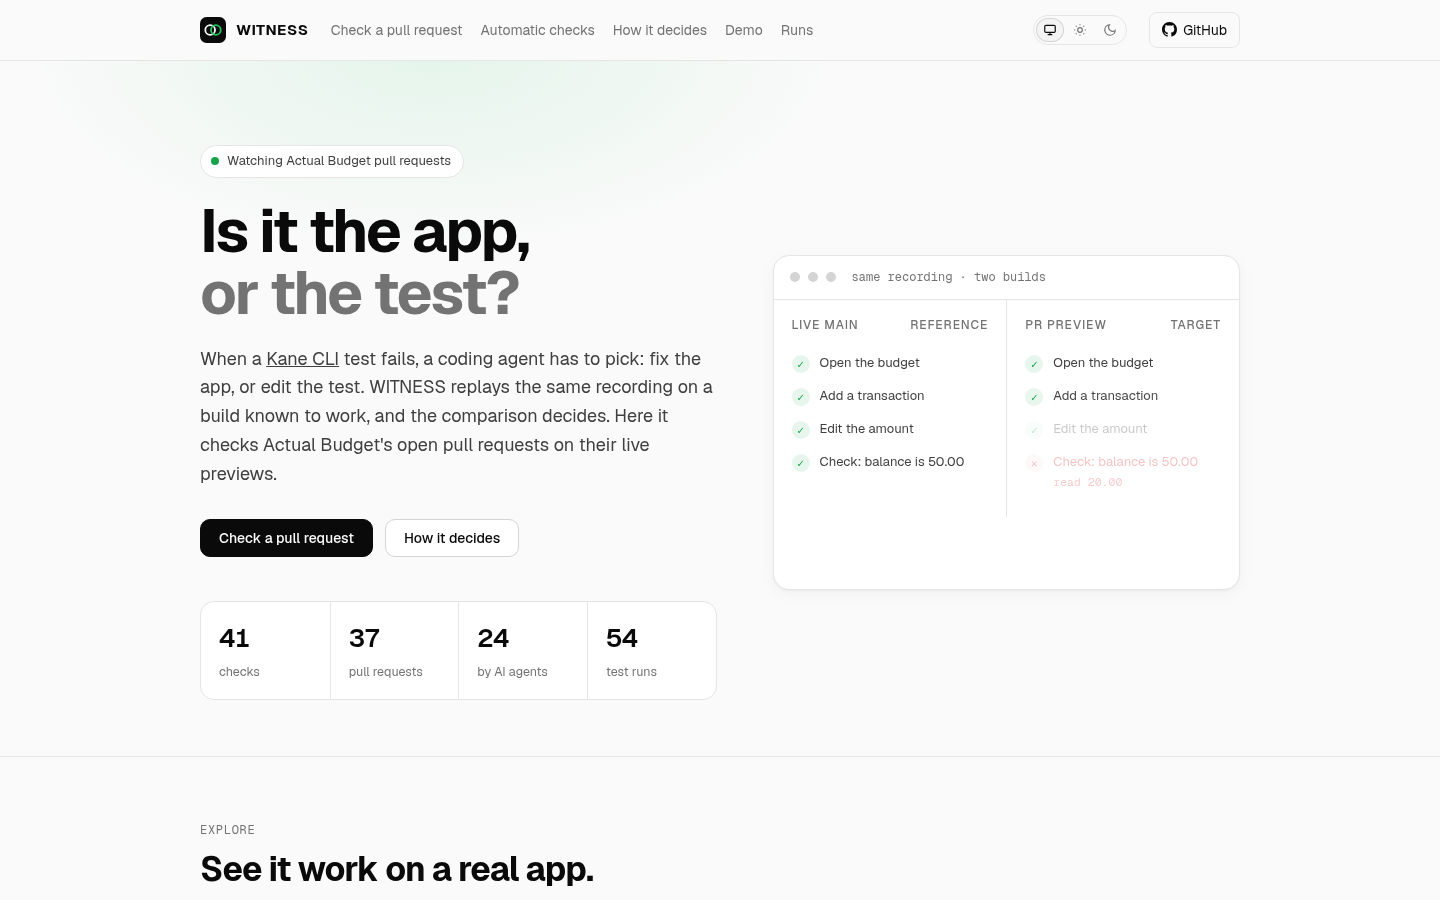 WITNESS
Check a pull request
Automatic checks
How it decides
Demo
Runs
GitHub
Watching Actual Budget pull requests
Is it the app,
or the test?
When a Kane CLI test fails, a coding agent has to pick: fix the
app, or edit the test. WITNESS replays the same recording on a
build known to work, and the comparison decides. Here it
checks Actual Budget's open pull requests on their live
previews.
Check a pull request
How it decides
41
checks
37
pull requests
24
by AI agents
54
test runs
same recording · two builds
LIVE MAIN
REFERENCE
Open the budget
Add a transaction
Edit the amount
Check: balance is 50.00
PR PREVIEW
TARGET
Open the budget
Add a transaction
Edit the amount
Check: balance is 50.00
read 20.00
EXPLORE
See it work on a real app.